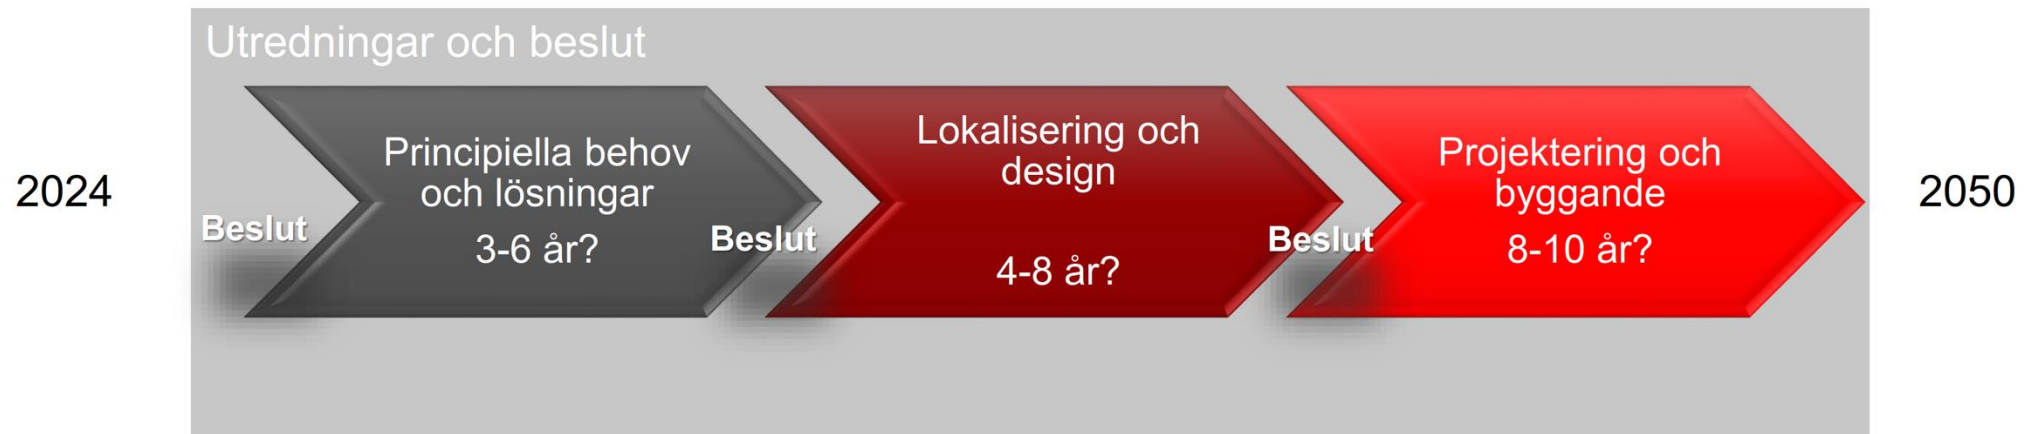 Utredningar och beslut
2024
Beslut
Principiella behov
och lösningar
3-6 år?
Beslut
Lokalisering och
design
4-8 år?
Beslut
Projektering och
byggande
8-10 år?
2050